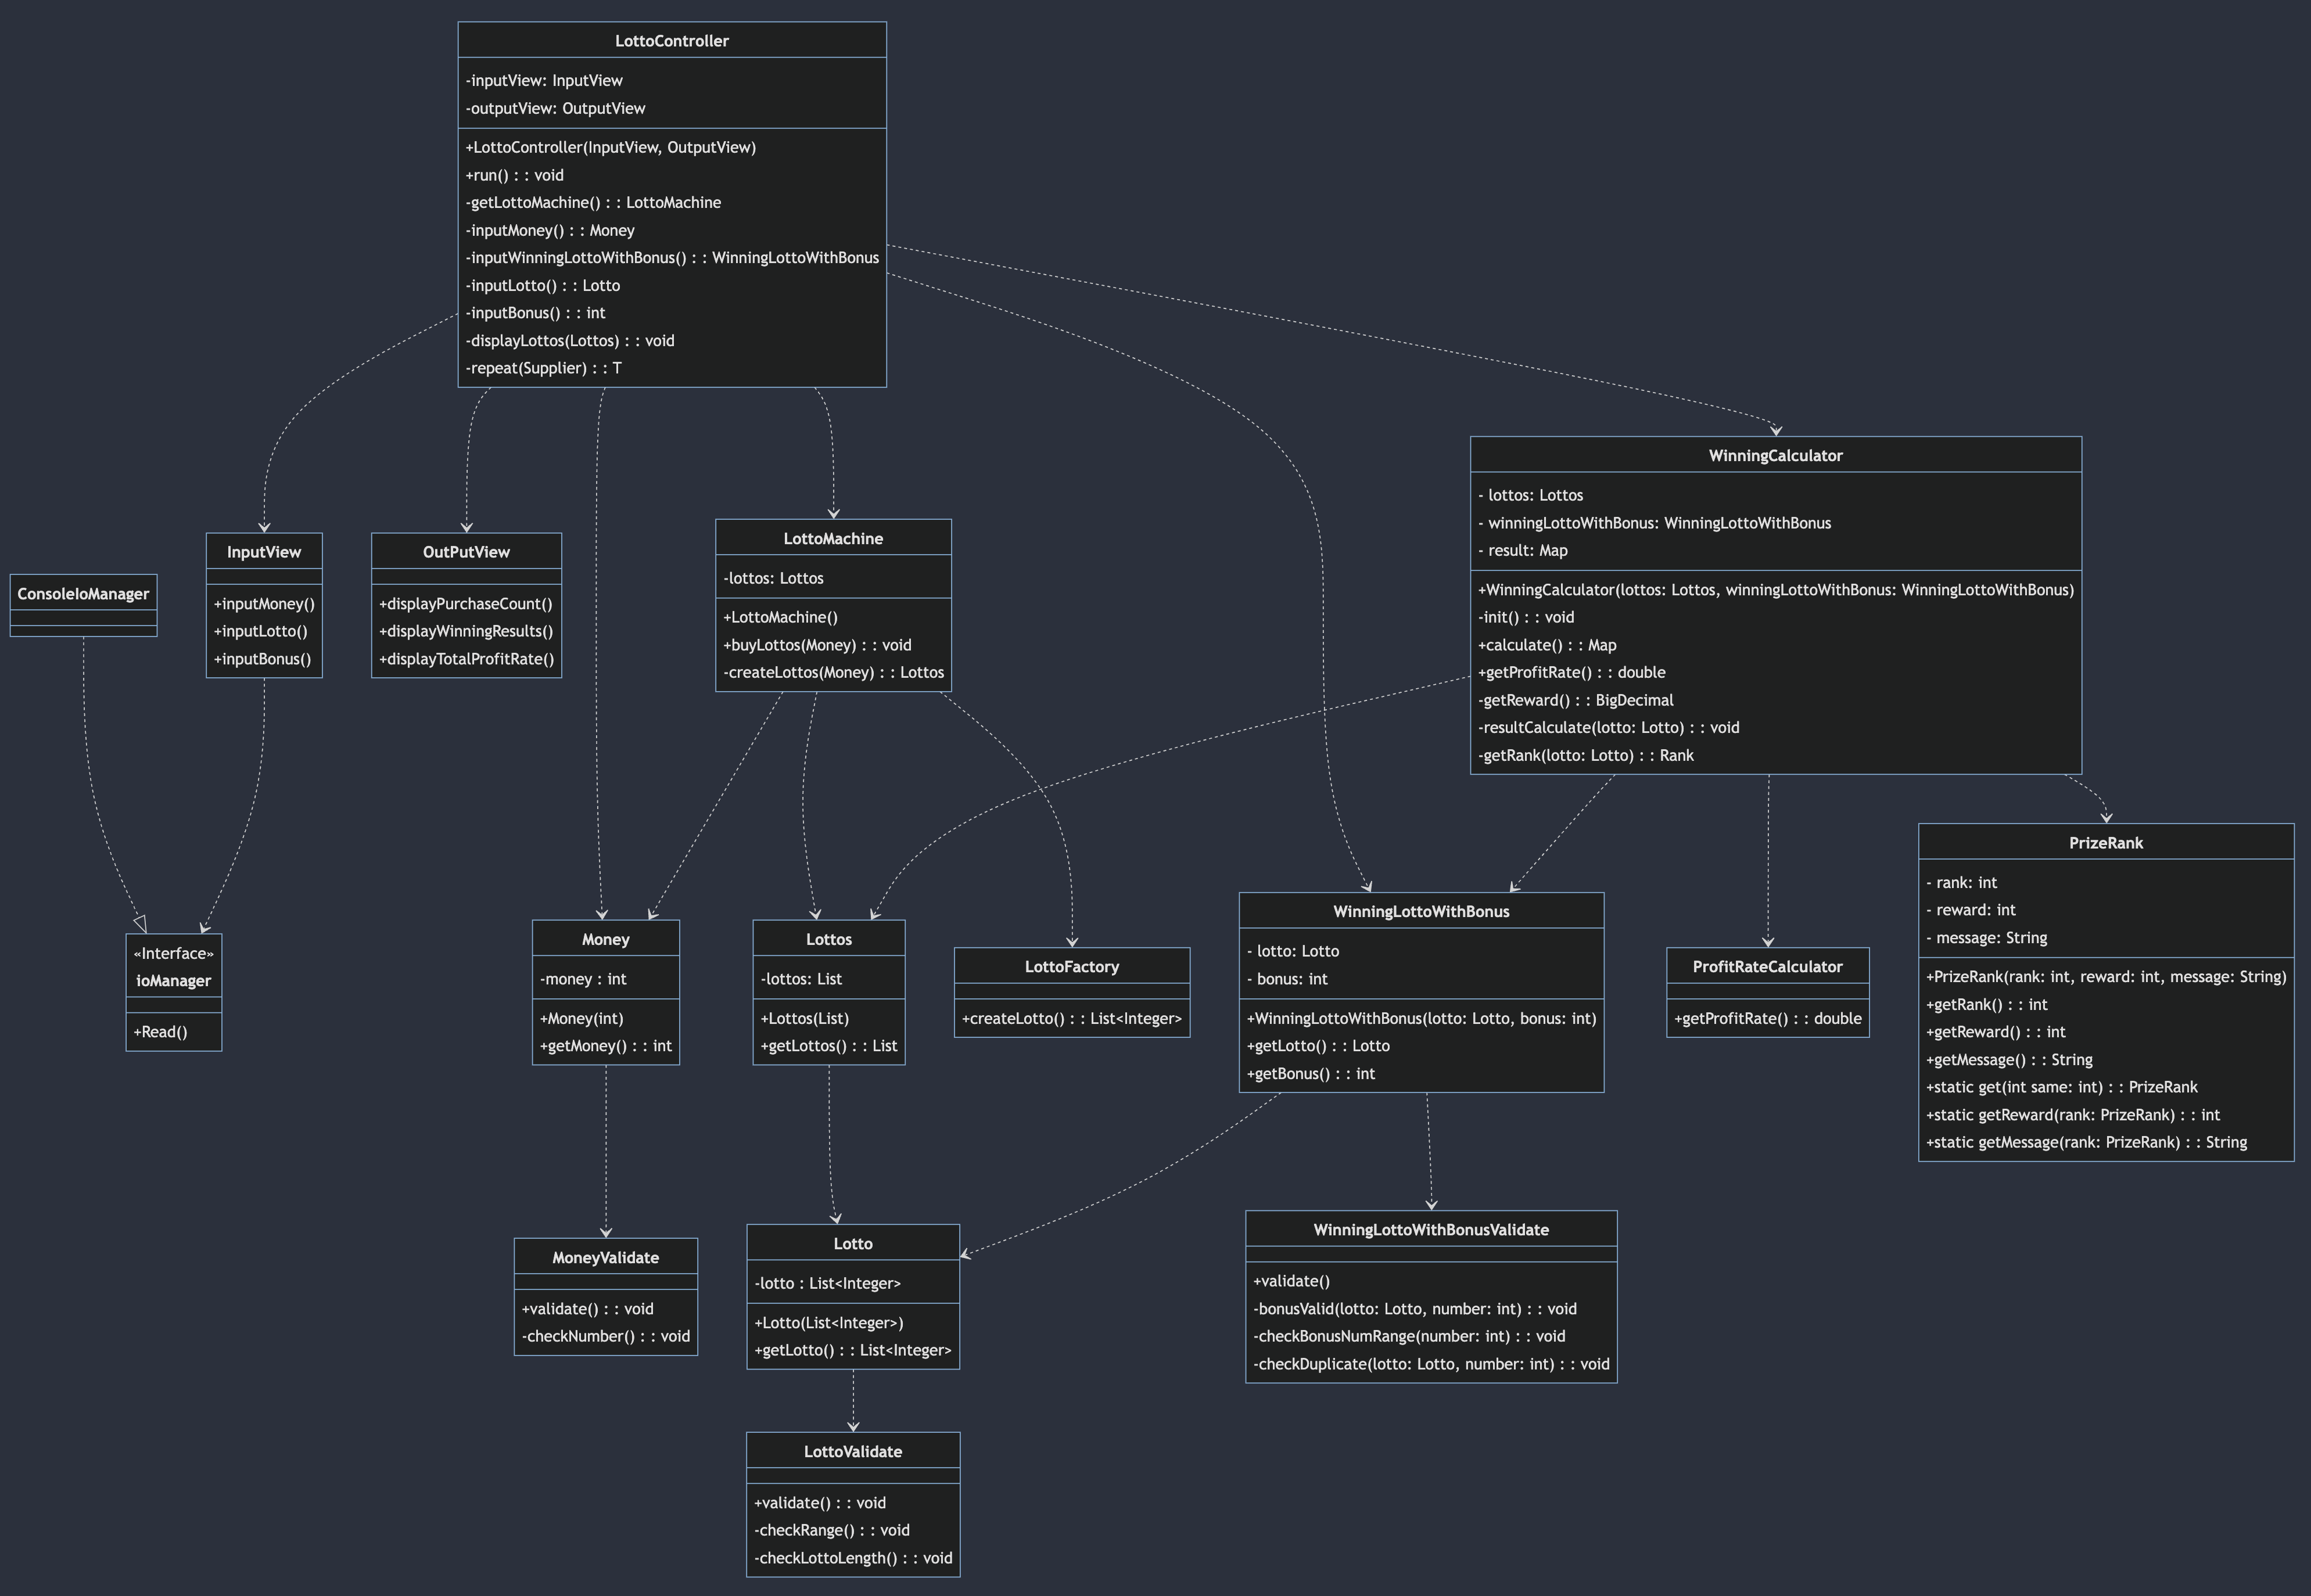 LottoController
-inputView: InputView
-outputView: OutputView
+LottoController(InputView, OutputView)
+run() : : void
-getLottoMachine() : : LottoMachine
-inputMoney() : : Money
-inputWinningLottoWithBonus() : : WinningLottoWithBonus
-inputLotto() : : Lotto
-inputBonus() : : int
-displayLottos(Lottos) : : void
-repeat(Supplier) : : T
WinningCalculator
- lottos: Lottos
- winningLottoWithBonus: WinningLottoWithBonus
- result: Map
+WinningCalculator(lottos: Lottos, winningLottoWithBonus: WinningLottoWithBonus)
-init() : : void
+calculate() : : Map
+getProfitRate() : : double
-getReward() : : BigDecimal
-resultCalculate(lotto: Lotto) : : void
-getRank(lotto: Lotto) : : Rank
ConsoleIoManager
InputView
+inputMoney()
+inputLotto()
+inputBonus()
OutPutView
+displayPurchaseCount()
+displayWinningResults()
+displayTotalProfitRate()
LottoMachine
-lottos: Lottos
+LottoMachine()
+buyLottos(Money) : : void
-createLottos(Money) : : Lottos
«Interface»
ioManager
+Read()
Money
-money : int
+Money(int)
+getMoney() : : int
Lottos
-lottos: List
+Lottos(List)
+getLottos() : : List
LottoFactory
+createLotto() : : List<Integer>
WinningLottoWithBonus
- lotto: Lotto
- bonus: int
+WinningLottoWithBonus(lotto: Lotto, bonus: int)
+getLotto() : : Lotto
+getBonus() : : int
ProfitRateCalculator
+getProfitRate() : : double
PrizeRank
- rank: int
- reward: int
- message: String
+PrizeRank(rank: int, reward: int, message: String)
+getRank() : : int
+getReward() : : int
+getMessage() : : String
+static get(int same: int) : : PrizeRank
+static getReward(rank: PrizeRank) : : int
+static getMessage(rank: PrizeRank) : : String
MoneyValidate
+validate() : : void
-checkNumber() : : void
Lotto
-lotto : List<Integer>
+Lotto(List<Integer>)
+getLotto() : : List<Integer>
WinningLottoWithBonusValidate
+validate()
-bonusValid(lotto: Lotto, number: int) : : void
-checkBonusNumRange(number: int) : : void
-checkDuplicate(lotto: Lotto, number: int) : : void
LottoValidate
+validate() : : void
-checkRange() : : void
-checkLottoLength() : : void